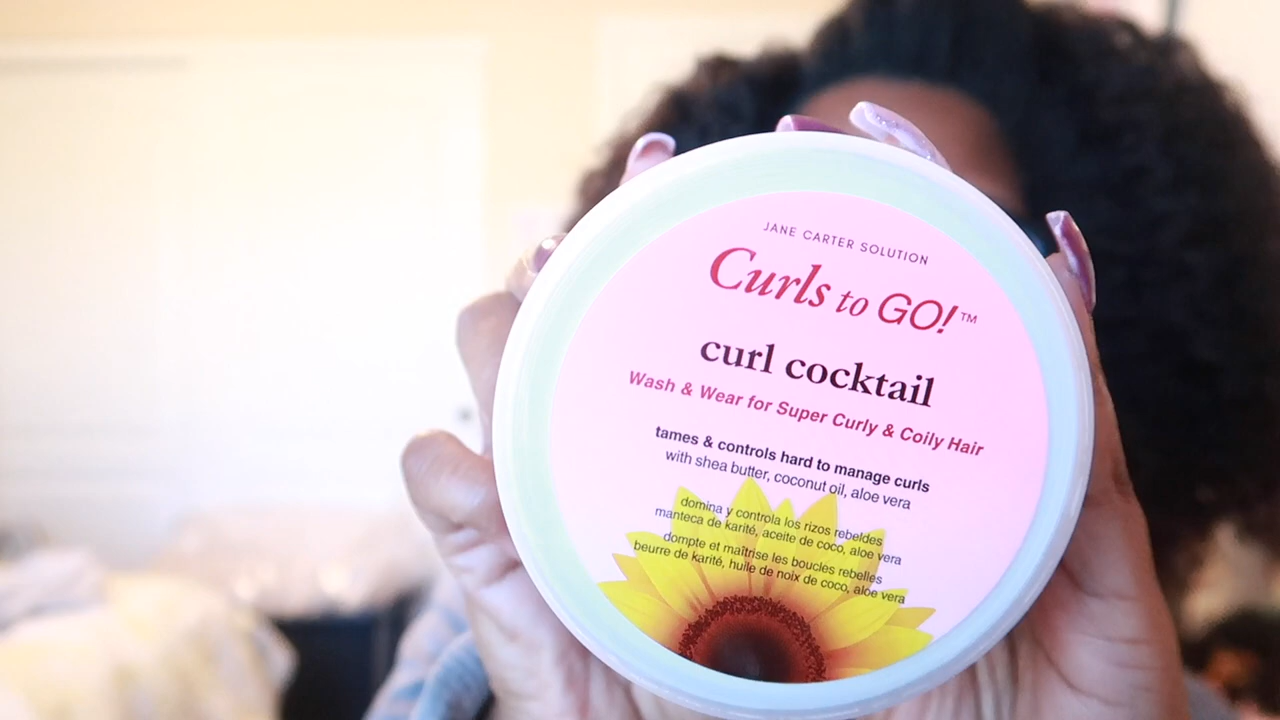 JANE CARTER SOLUTION
Curls to GO!™
curl cocktail
Wash & Wear for Super Curly & Coily Hair
tames & controls hard to manage curls
with shea butter, coconut oil, aloe vera
domina y controla los rizos rebeldes
manteca de karité, aceite de coco, aloe vera
dompte et maîtrise les boucles rebelles
beurre de karité, huile de noix de coco, aloe vera